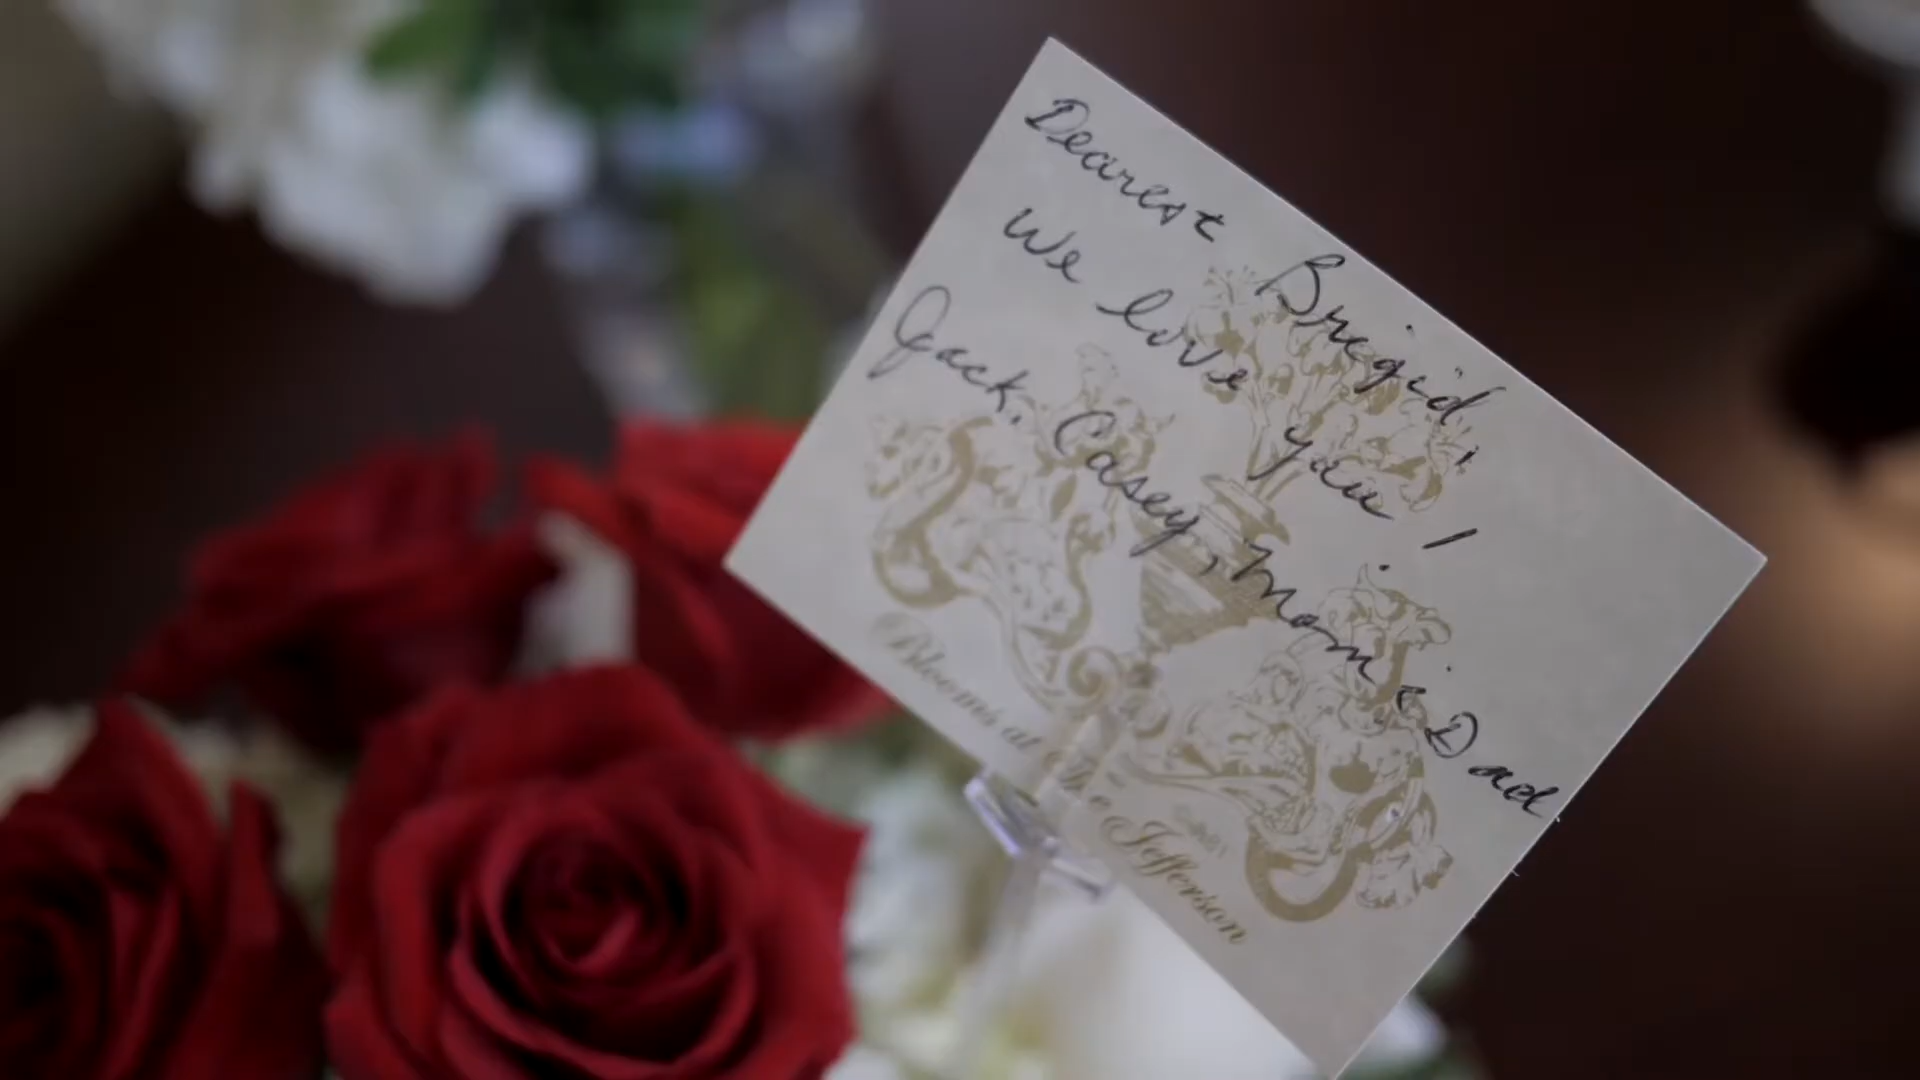 Dearest Brigid,
We love you!
Jack, Casey, Mom & Dad
Blooms at The Jefferson